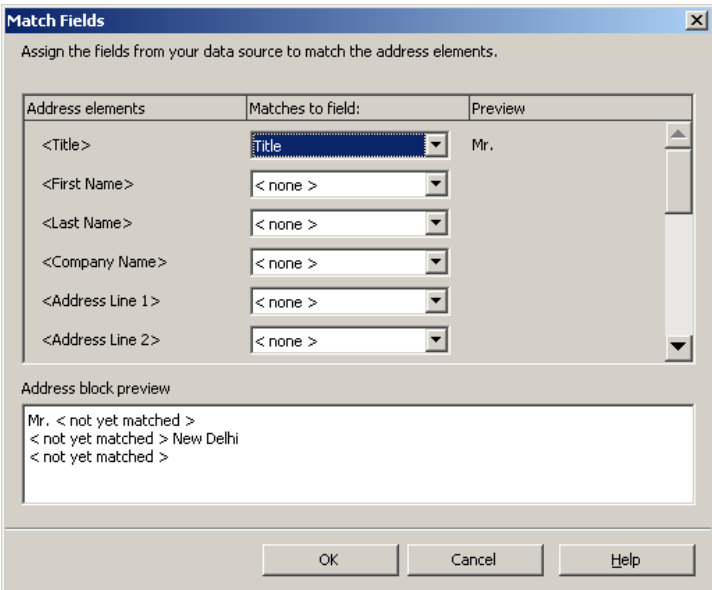 Match Fields
Assign the fields from your data source to match the address elements.
Address elements Matches to field: Preview
<Title> Title Mr.
<First Name> < none >
<Last Name> < none >
<Company Name> < none >
<Address Line 1> < none >
<Address Line 2> < none >
Address block preview
Mr. < not yet matched >
< not yet matched > New Delhi
< not yet matched >
OK Cancel Help